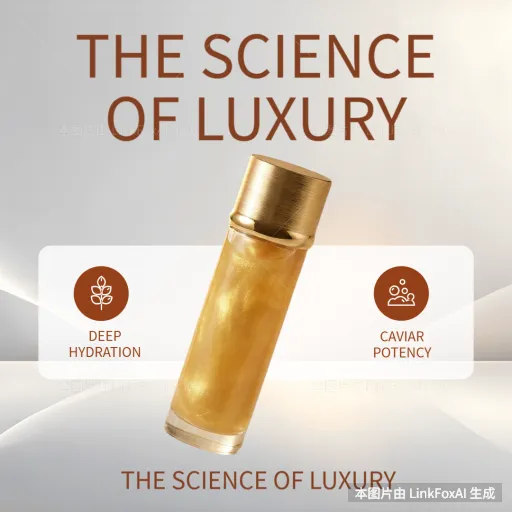 THE SCIENCE
OF LUXURY
DEEP
HYDRATION
CAVIAR
POTENCY
THE SCIENCE OF LUXURY
本图片由 LinkFoxAI 生成